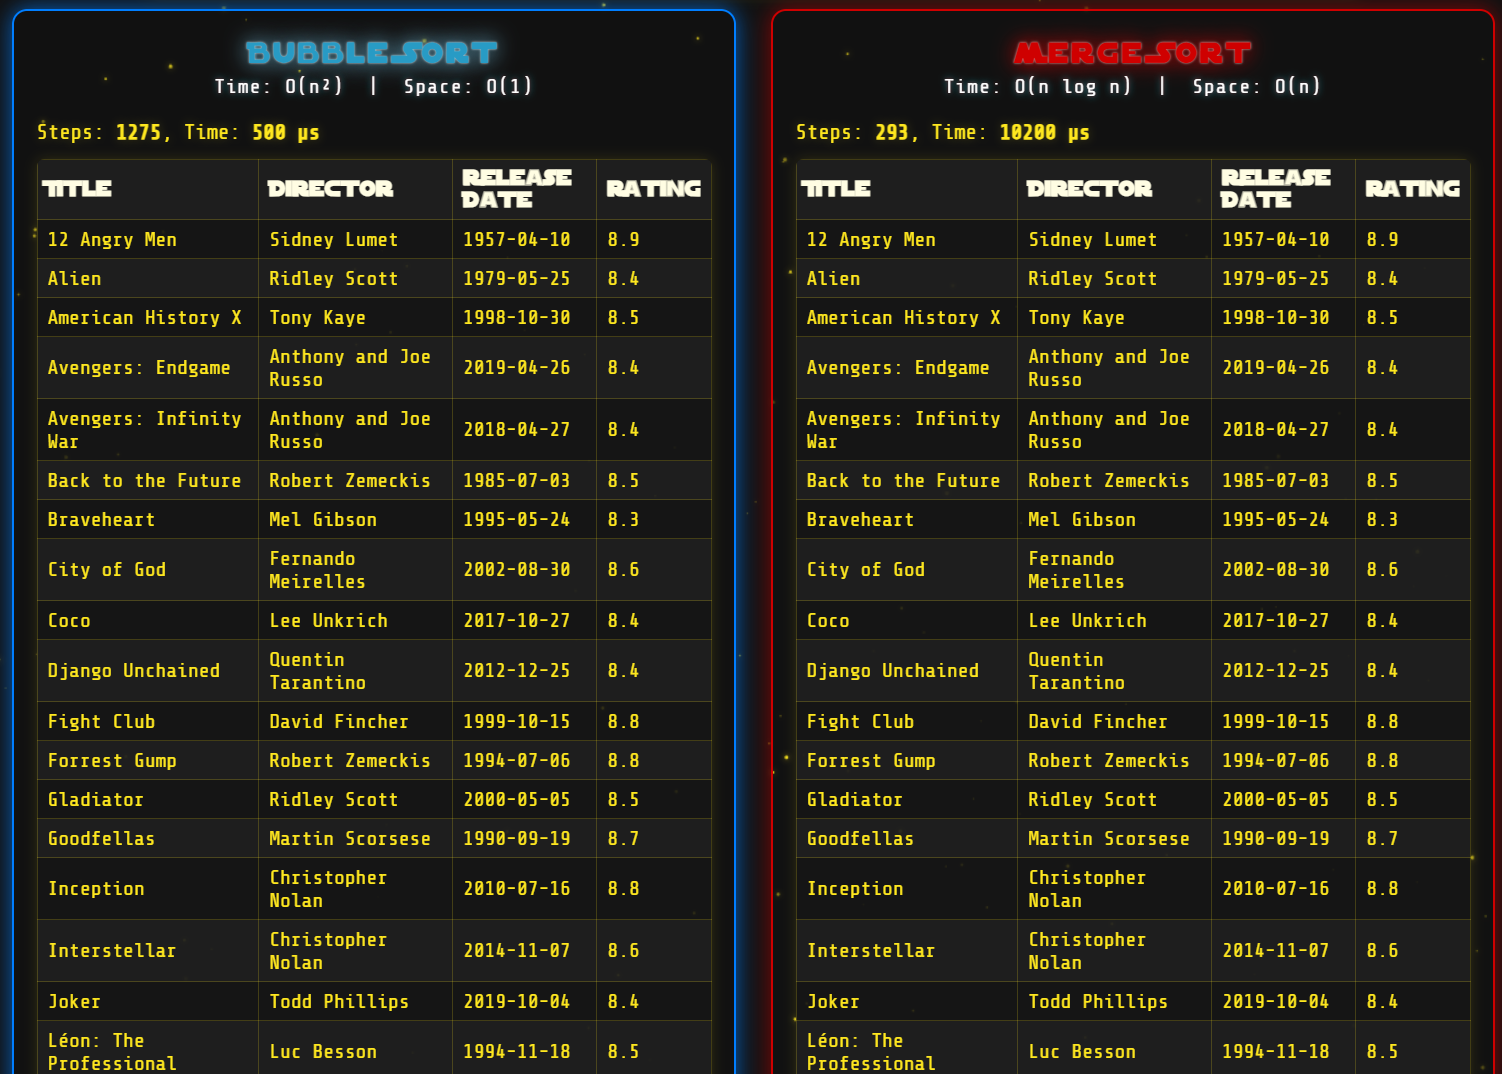 BUBBLE SORT
Time: O(n²) | Space: O(1)
Steps: 1275, Time: 500 µs
TITLE DIRECTOR RELEASE DATE RATING
12 Angry Men Sidney Lumet 1957-04-10 8.9
Alien Ridley Scott 1979-05-25 8.4
American History X Tony Kaye 1998-10-30 8.5
Avengers: Endgame Anthony and Joe Russo 2019-04-26 8.4
Avengers: Infinity War Anthony and Joe Russo 2018-04-27 8.4
Back to the Future Robert Zemeckis 1985-07-03 8.5
Braveheart Mel Gibson 1995-05-24 8.3
City of God Fernando Meirelles 2002-08-30 8.6
Coco Lee Unkrich 2017-10-27 8.4
Django Unchained Quentin Tarantino 2012-12-25 8.4
Fight Club David Fincher 1999-10-15 8.8
Forrest Gump Robert Zemeckis 1994-07-06 8.8
Gladiator Ridley Scott 2000-05-05 8.5
Goodfellas Martin Scorsese 1990-09-19 8.7
Inception Christopher Nolan 2010-07-16 8.8
Interstellar Christopher Nolan 2014-11-07 8.6
Joker Todd Phillips 2019-10-04 8.4
Léon: The Professional Luc Besson 1994-11-18 8.5
MERGE SORT
Time: O(n log n) | Space: O(n)
Steps: 293, Time: 10200 µs
TITLE DIRECTOR RELEASE DATE RATING
12 Angry Men Sidney Lumet 1957-04-10 8.9
Alien Ridley Scott 1979-05-25 8.4
American History X Tony Kaye 1998-10-30 8.5
Avengers: Endgame Anthony and Joe Russo 2019-04-26 8.4
Avengers: Infinity War Anthony and Joe Russo 2018-04-27 8.4
Back to the Future Robert Zemeckis 1985-07-03 8.5
Braveheart Mel Gibson 1995-05-24 8.3
City of God Fernando Meirelles 2002-08-30 8.6
Coco Lee Unkrich 2017-10-27 8.4
Django Unchained Quentin Tarantino 2012-12-25 8.4
Fight Club David Fincher 1999-10-15 8.8
Forrest Gump Robert Zemeckis 1994-07-06 8.8
Gladiator Ridley Scott 2000-05-05 8.5
Goodfellas Martin Scorsese 1990-09-19 8.7
Inception Christopher Nolan 2010-07-16 8.8
Interstellar Christopher Nolan 2014-11-07 8.6
Joker Todd Phillips 2019-10-04 8.4
Léon: The Professional Luc Besson 1994-11-18 8.5